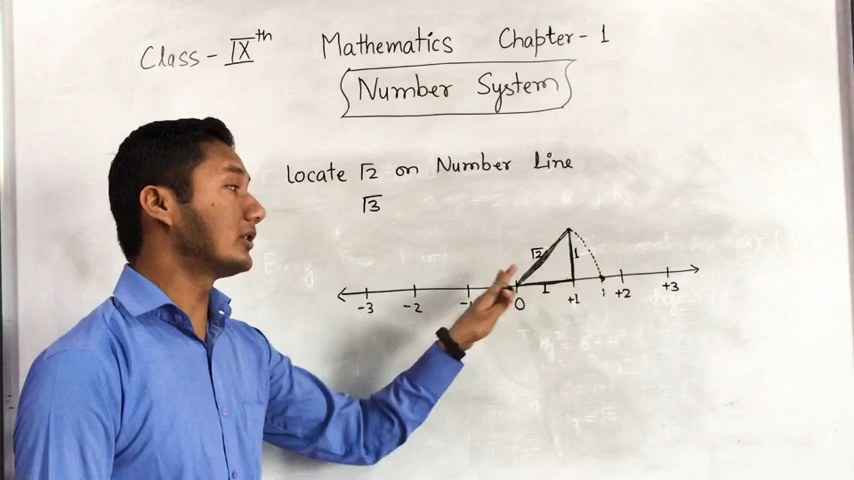 Class - IXth Mathematics Chapter - 1
Number System
Locate √2 on Number Line
√3
√2 1
1
-3 -2 -1 0 +1 +2 +3